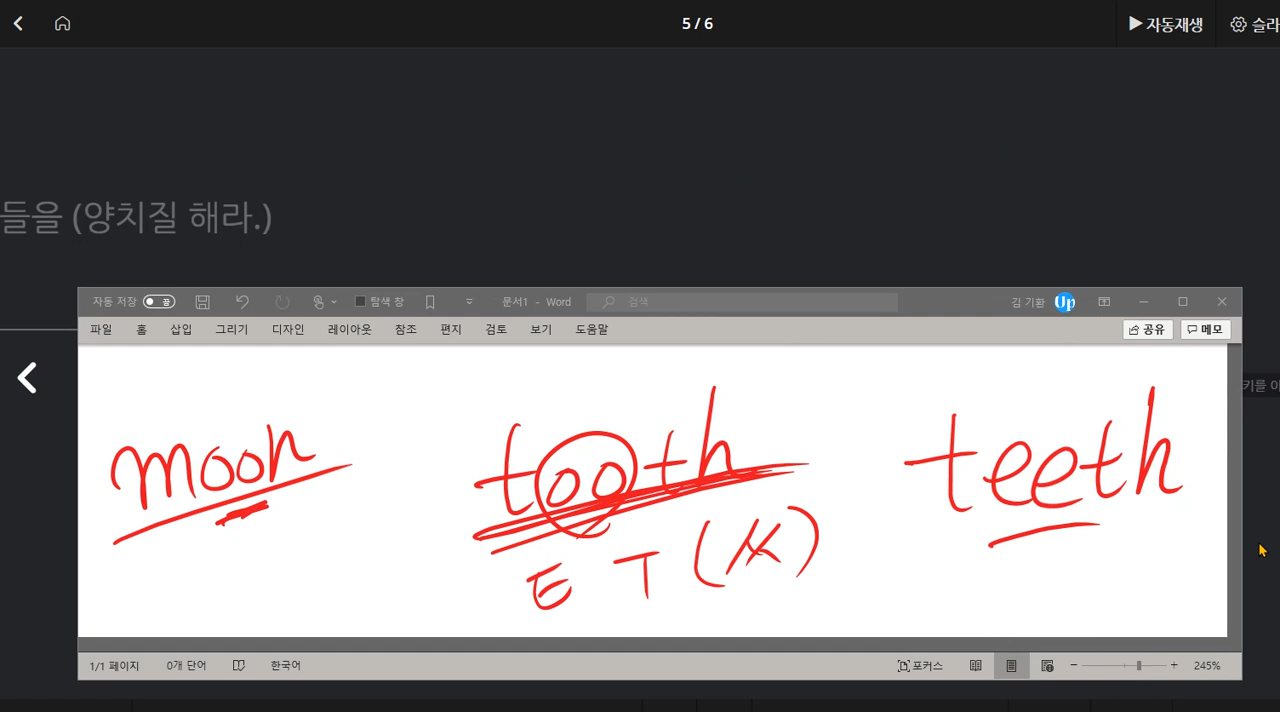 5 / 6
▶ 자동재생
슬라
들을 (양치질 해라.)
자동 저장 끔 탐색 창 문서1 - Word 검색 김 기환 Up
파일 홈 삽입 그리기 디자인 레이아웃 참조 편지 검토 보기 도움말 공유 메모
키를 이
moon tooth teeth
1/1 페이지 0개 단어 한국어 포커스 - + 245%